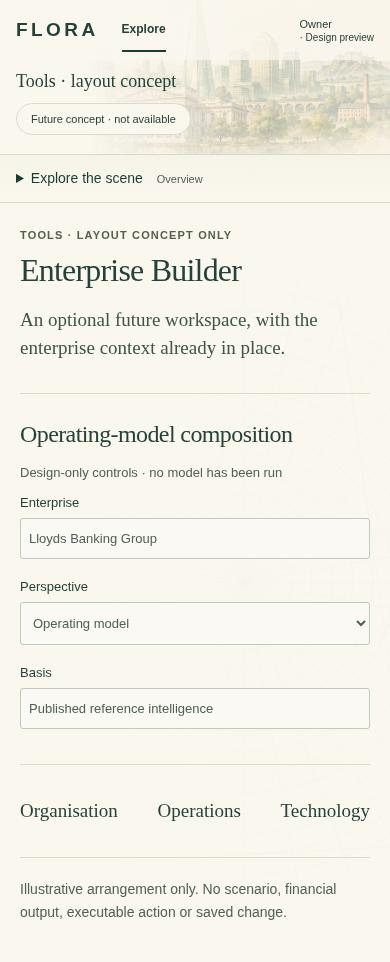 FLORA
Explore
Owner
· Design preview
Tools · layout concept
Future concept · not available
Explore the scene Overview
TOOLS · LAYOUT CONCEPT ONLY
Enterprise Builder
An optional future workspace, with the
enterprise context already in place.
Operating-model composition
Design-only controls · no model has been run
Enterprise
Lloyds Banking Group
Perspective
Operating model
Basis
Published reference intelligence
Organisation Operations Technology
Illustrative arrangement only. No scenario, financial
output, executable action or saved change.